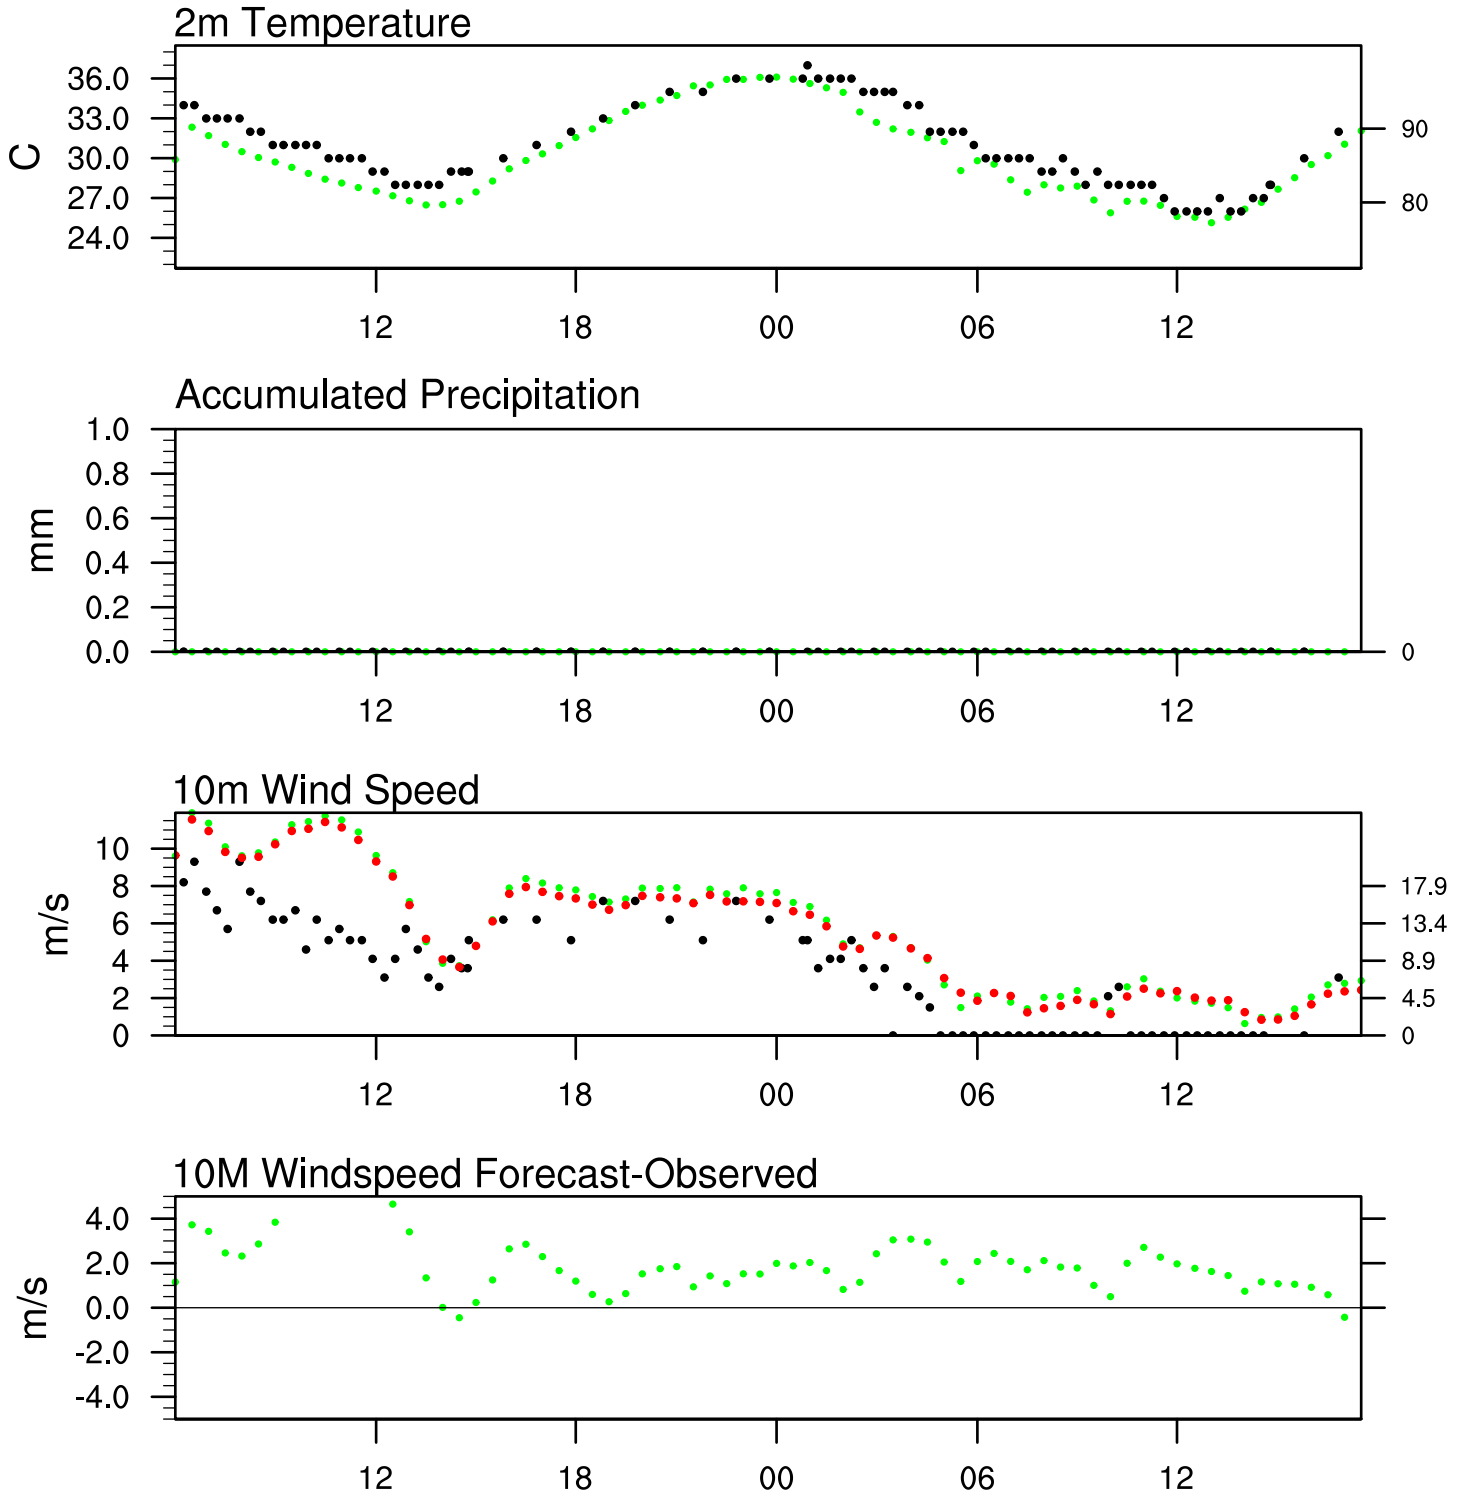 2m Temperature
36.0
33.0
90
C
30.0
27.0
80
24.0
12 18 00 06 12
Accumulated Precipitation
1.0
0.8
0.6
mm
0.4
0.2
0.0 0
12 18 00 06 12
10m Wind Speed
10
8 17.9
6 13.4
m/s
4 8.9
2 4.5
0 0
12 18 00 06 12
10M Windspeed Forecast-Observed
4.0
2.0
m/s
0.0
-2.0
-4.0
12 18 00 06 12